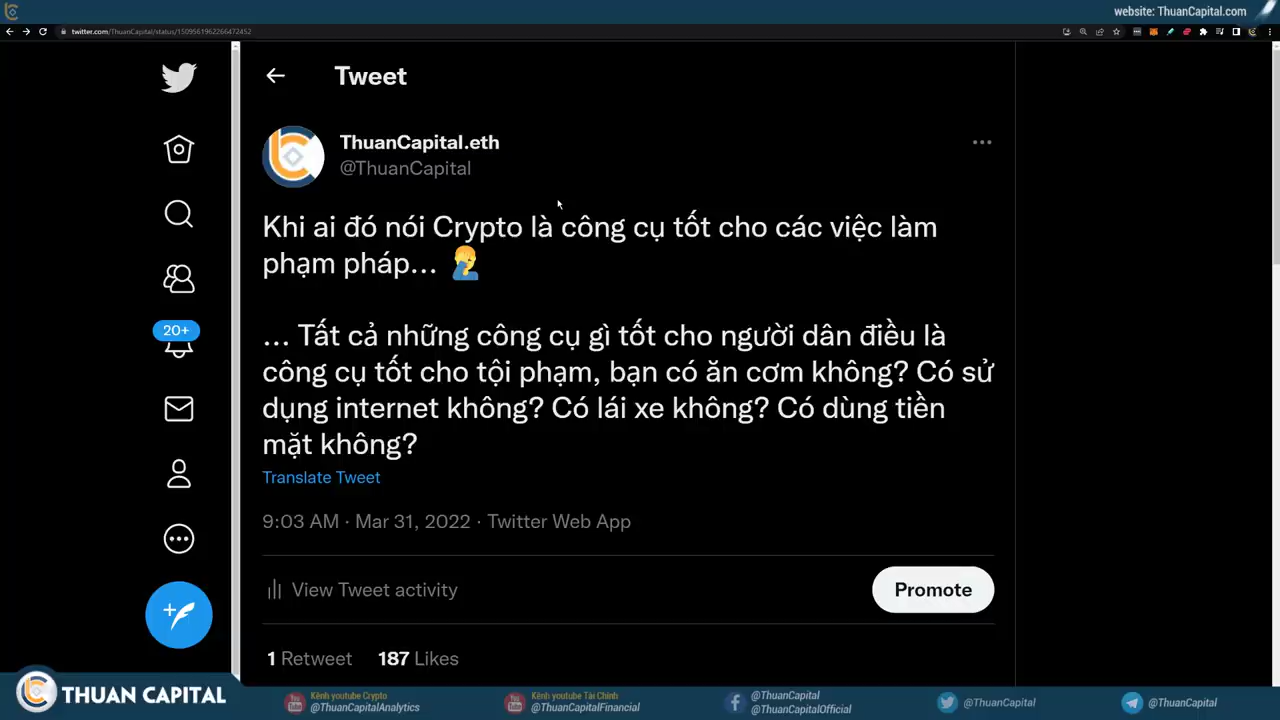 website: ThuanCapital.com
twitter.com/ThuanCapital/status/1509561962266472452
Tweet
ThuanCapital.eth
@ThuanCapital
Khi ai đó nói Crypto là công cụ tốt cho các việc làm
phạm pháp... 🤦‍♂️
... Tất cả những công cụ gì tốt cho người dân điều là
công cụ tốt cho tội phạm, bạn có ăn cơm không? Có sử
dụng internet không? Có lái xe không? Có dùng tiền
mặt không?
Translate Tweet
9:03 AM · Mar 31, 2022 · Twitter Web App
View Tweet activity
Promote
1 Retweet 187 Likes
20+
THUAN CAPITAL
Kênh youtube Crypto
@ThuanCapitalAnalytics
Kênh youtube Tài Chính
@ThuanCapitalFinancial
@ThuanCapital
@ThuanCapitalOfficial
@ThuanCapital
@ThuanCapital